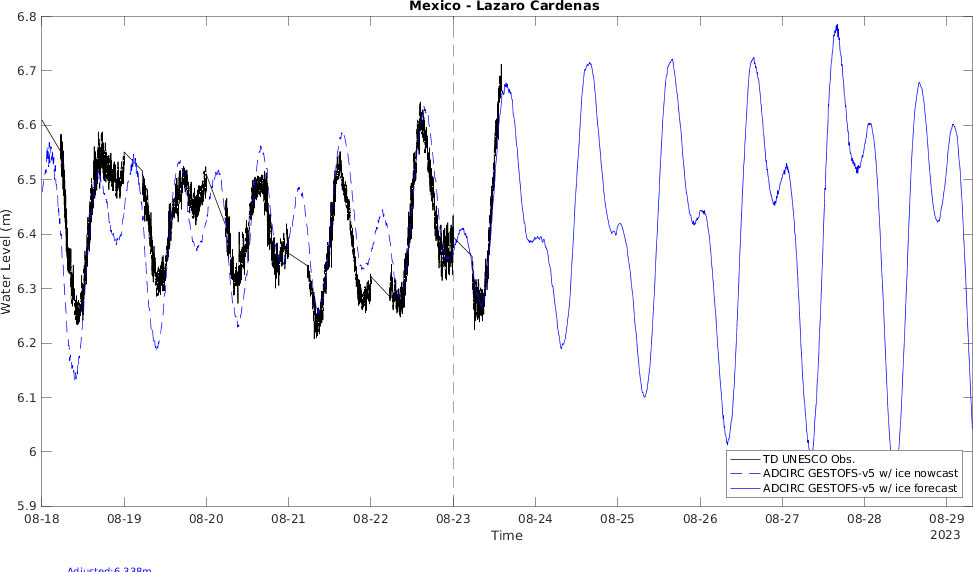 Mexico - Lazaro Cardenas
Water Level (m)
6.8
6.7
6.6
6.5
6.4
6.3
6.2
6.1
6
5.9
TD UNESCO Obs.
ADCIRC GESTOFS-v5 w/ ice nowcast
ADCIRC GESTOFS-v5 w/ ice forecast
08-18 08-19 08-20 08-21 08-22 08-23 08-24 08-25 08-26 08-27 08-28 08-29
2023
Time
Adjusted:6.338m